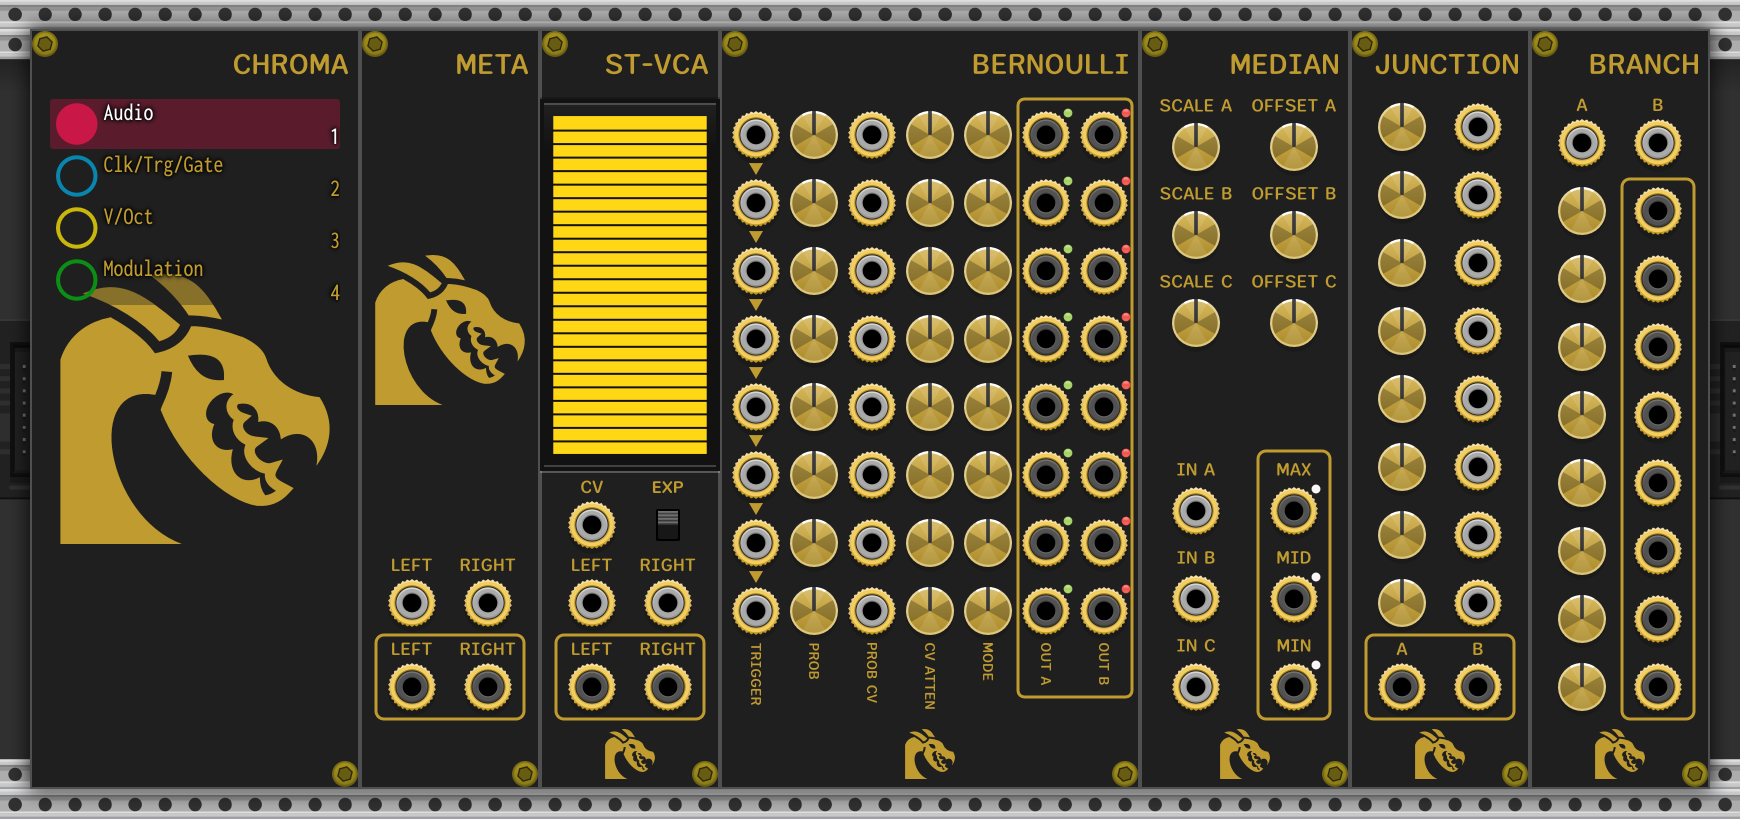 CHROMA
Audio
1
Clk/Trg/Gate
2
V/Oct
3
Modulation
4
META
LEFT RIGHT
LEFT RIGHT
ST-VCA
CV EXP
LEFT RIGHT
LEFT RIGHT
BERNOULLI
TRIGGER
PROB
PROB CV
CV ATTEN
MODE
OUT A
OUT B
MEDIAN
SCALE A OFFSET A
SCALE B OFFSET B
SCALE C OFFSET C
IN A MAX
IN B MID
IN C MIN
JUNCTION
A B
BRANCH
A B